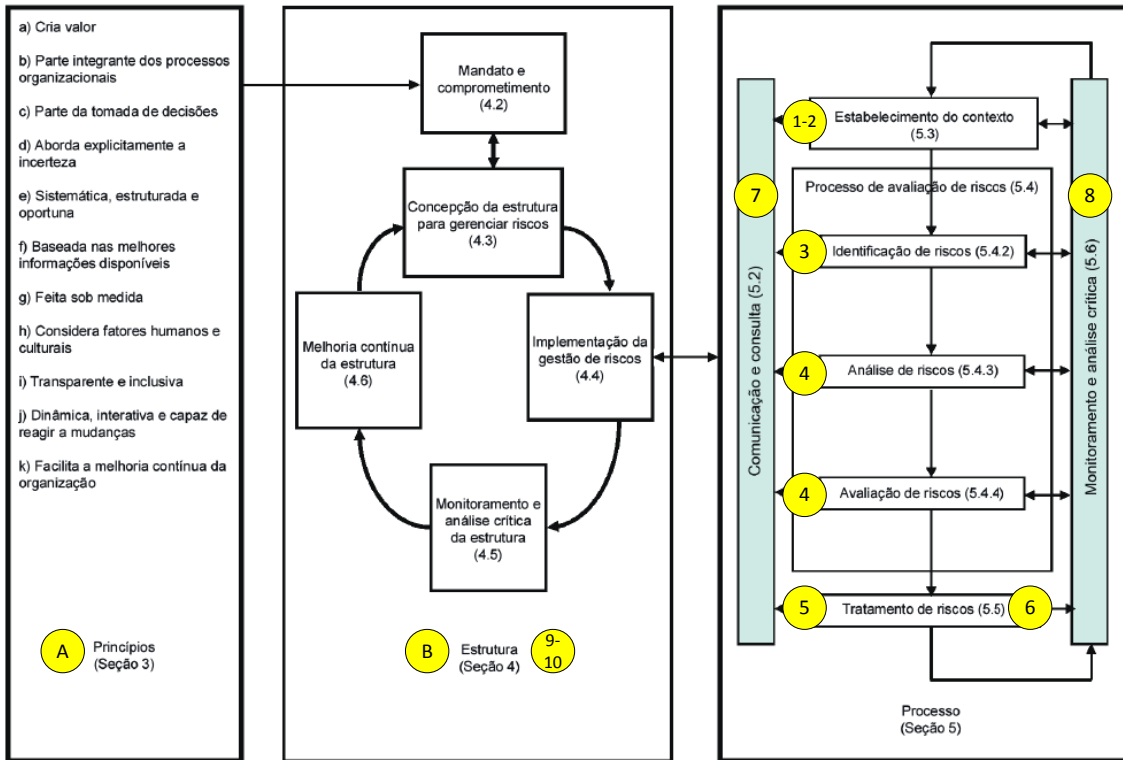 a) Cria valor
b) Parte integrante dos processos
organizacionais
c) Parte da tomada de decisões
d) Aborda explicitamente a
incerteza
e) Sistemática, estruturada e
oportuna
f) Baseada nas melhores
informações disponíveis
g) Feita sob medida
h) Considera fatores humanos e
culturais
i) Transparente e inclusiva
j) Dinâmica, interativa e capaz de
reagir a mudanças
k) Facilita a melhoria contínua da
organização
A
Princípios
(Seção 3)
Mandato e
comprometimento
(4.2)
Concepção da estrutura
para gerenciar riscos
(4.3)
Implementação da
gestão de riscos
(4.4)
Melhoria contínua
da estrutura
(4.6)
Monitoramento e
análise crítica
da estrutura
(4.5)
B
Estrutura
(Seção 4)
9-
10
7
Comunicação e consulta (5.2)
1-2
Estabelecimento do contexto
(5.3)
Processo de avaliação de riscos (5.4)
3
Identificação de riscos (5.4.2)
4
Análise de riscos (5.4.3)
4
Avaliação de riscos (5.4.4)
5
Tratamento de riscos (5.5)
6
8
Monitoramento e análise crítica (5.6)
Processo
(Seção 5)